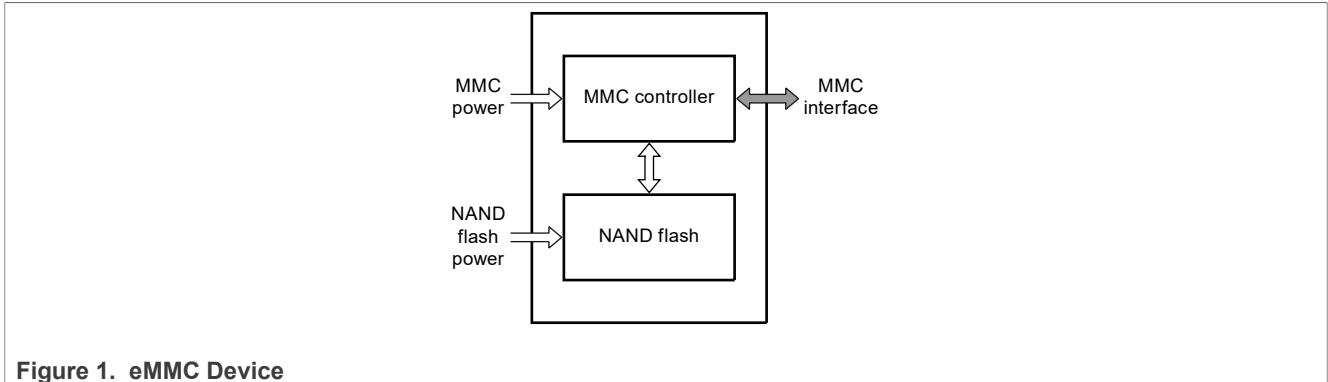 MMC
power
MMC controller
MMC
interface
NAND
flash
power
NAND flash
Figure 1. eMMC Device